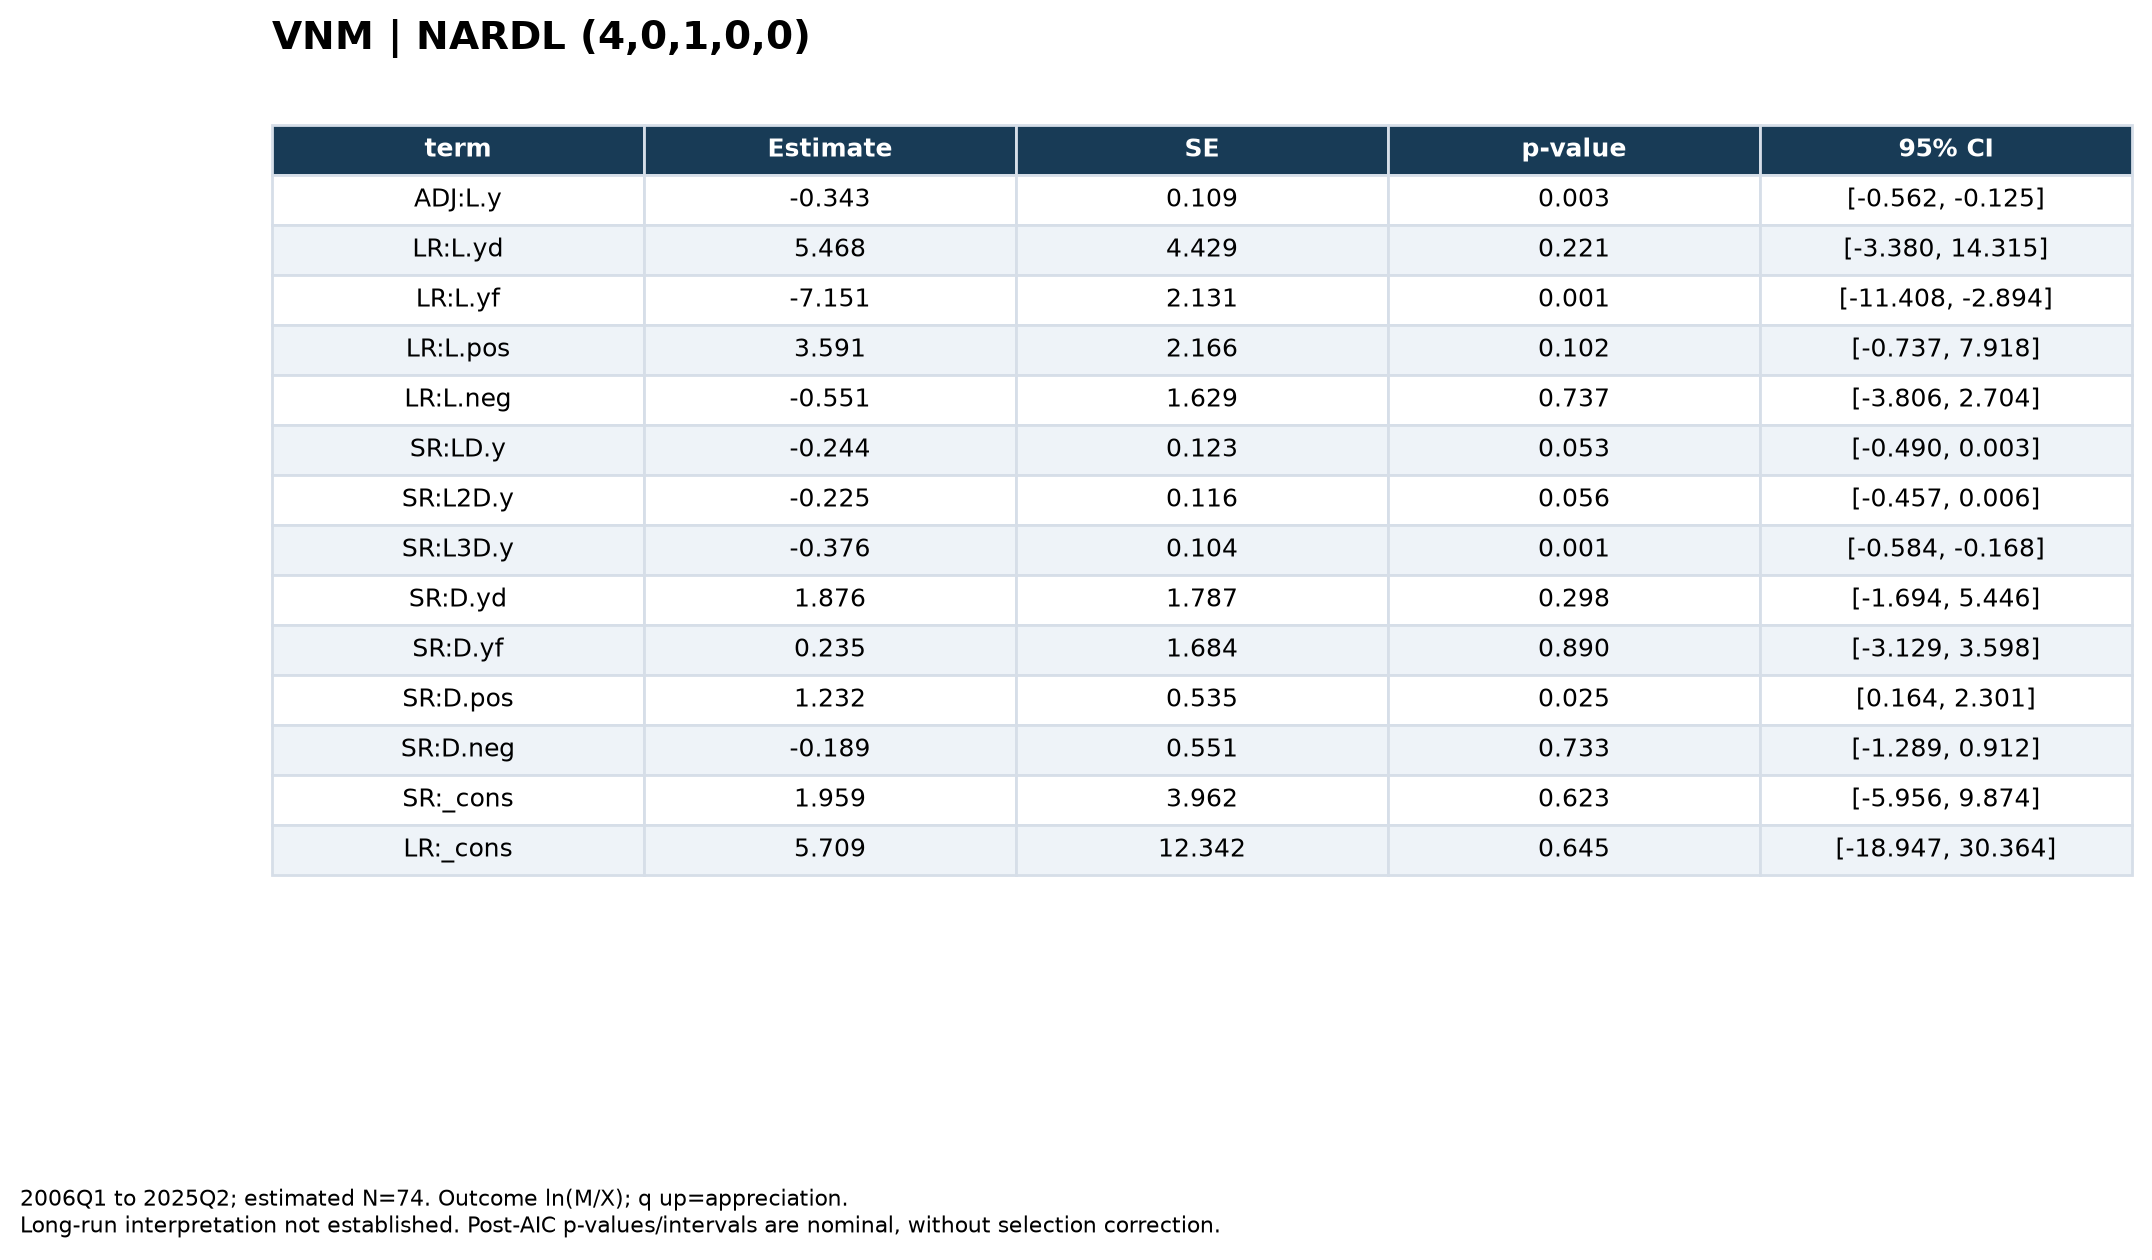 VNM | NARDL (4,0,1,0,0)
term Estimate SE p-value 95% CI
ADJ:L.y -0.343 0.109 0.003 [-0.562, -0.125]
LR:L.yd 5.468 4.429 0.221 [-3.380, 14.315]
LR:L.yf -7.151 2.131 0.001 [-11.408, -2.894]
LR:L.pos 3.591 2.166 0.102 [-0.737, 7.918]
LR:L.neg -0.551 1.629 0.737 [-3.806, 2.704]
SR:LD.y -0.244 0.123 0.053 [-0.490, 0.003]
SR:L2D.y -0.225 0.116 0.056 [-0.457, 0.006]
SR:L3D.y -0.376 0.104 0.001 [-0.584, -0.168]
SR:D.yd 1.876 1.787 0.298 [-1.694, 5.446]
SR:D.yf 0.235 1.684 0.890 [-3.129, 3.598]
SR:D.pos 1.232 0.535 0.025 [0.164, 2.301]
SR:D.neg -0.189 0.551 0.733 [-1.289, 0.912]
SR:_cons 1.959 3.962 0.623 [-5.956, 9.874]
LR:_cons 5.709 12.342 0.645 [-18.947, 30.364]
2006Q1 to 2025Q2; estimated N=74. Outcome ln(M/X); q up=appreciation.
Long-run interpretation not established. Post-AIC p-values/intervals are nominal, without selection correction.